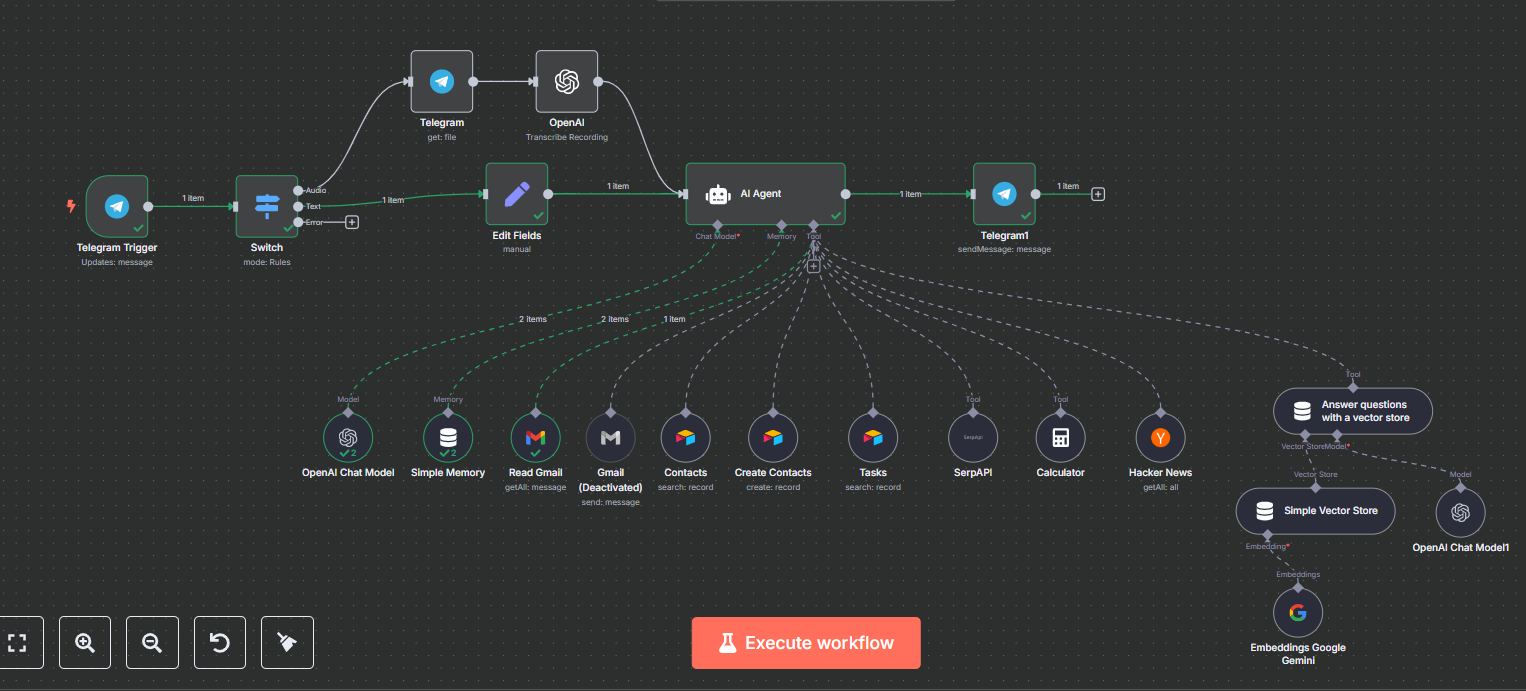 Telegram
get: file
OpenAI
Transcribe Recording
1 item
Audio
Text
Error
1 item
1 item
AI Agent
1 item
1 item
Telegram Trigger
Updates: message
Switch
mode: Rules
Edit Fields
manual
Chat Model*
Memory
Tool
Telegram1
sendMessage: message
2 items
2 items
1 item
Model
Memory
Tool
Tool
Tool
2
2
SerpApi
Answer questions
with a vector store
OpenAI Chat Model
Simple Memory
Read Gmail
getAll: message
Gmail
(Deactivated)
send: message
Contacts
search: record
Create Contacts
create: record
Tasks
search: record
SerpAPI
Calculator
Hacker News
getAll: all
Vector Store
Model*
Vector Store
Model
Simple Vector Store
OpenAI Chat Model1
Embedding*
Embeddings
Embeddings Google
Gemini
Execute workflow